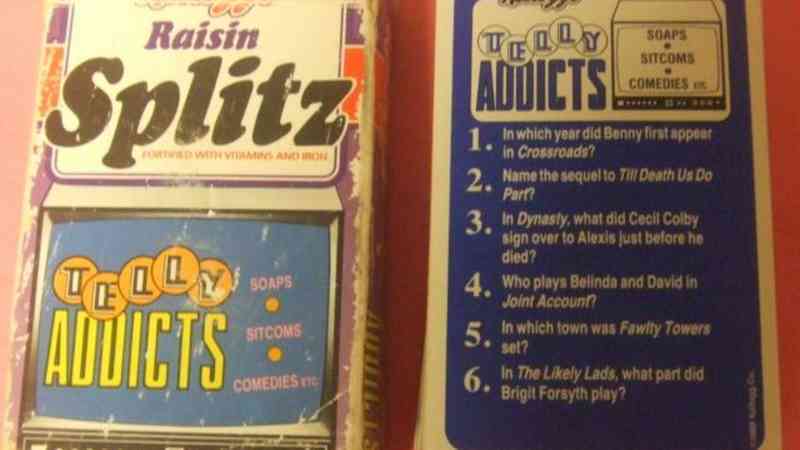 Raisin
Splitz
FORTIFIED WITH VITAMINS AND IRON
TELLY
ADDICTS
SOAPS
SITCOMS
COMEDIES ETC
TELLY
ADDICTS
SOAPS
SITCOMS
COMEDIES ETC
1. In which year did Benny first appear
in Crossroads?
2. Name the sequel to Till Death Us Do
Part?
3. In Dynasty, what did Cecil Colby
sign over to Alexis just before he
died?
4. Who plays Belinda and David in
Joint Account?
5. In which town was Fawlty Towers
set?
6. In The Likely Lads, what part did
Brigit Forsyth play?